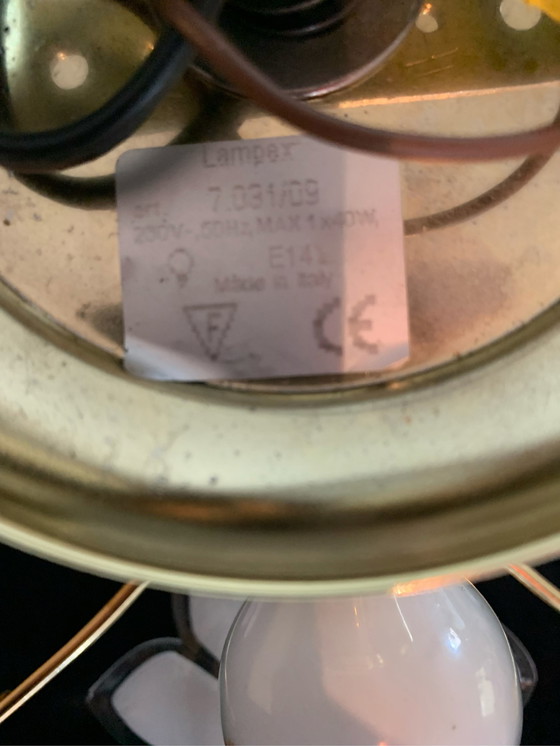 Lampex
art. 7.031/09
230V~,50Hz, MAX 1x40W,
E14
Made in Italy
F
CE